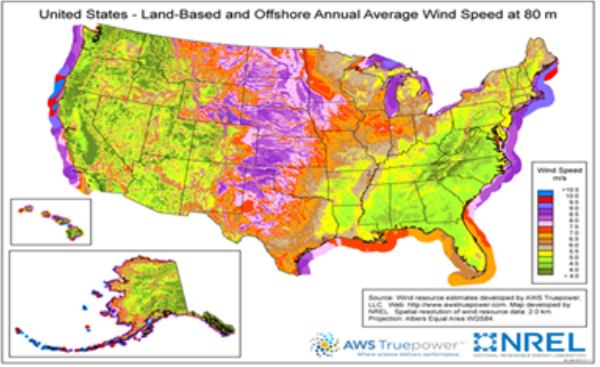 United States - Land-Based and Offshore Annual Average Wind Speed at 80 m
Wind Speed
m/s
>10.5
10.0
9.5
9.0
8.5
8.0
7.5
7.0
6.5
6.0
5.5
5.0
4.5
4.0
< 4.0
Source: Wind resource estimates developed by AWS Truepower,
LLC. Web: http://www.awstruepower.com. Map developed by
NREL. Spatial resolution of wind resource data: 2.0 km.
Projection: Albers Equal Area WGS84.
AWS Truepower™
Where science delivers performance.
NREL
NATIONAL RENEWABLE ENERGY LABORATORY